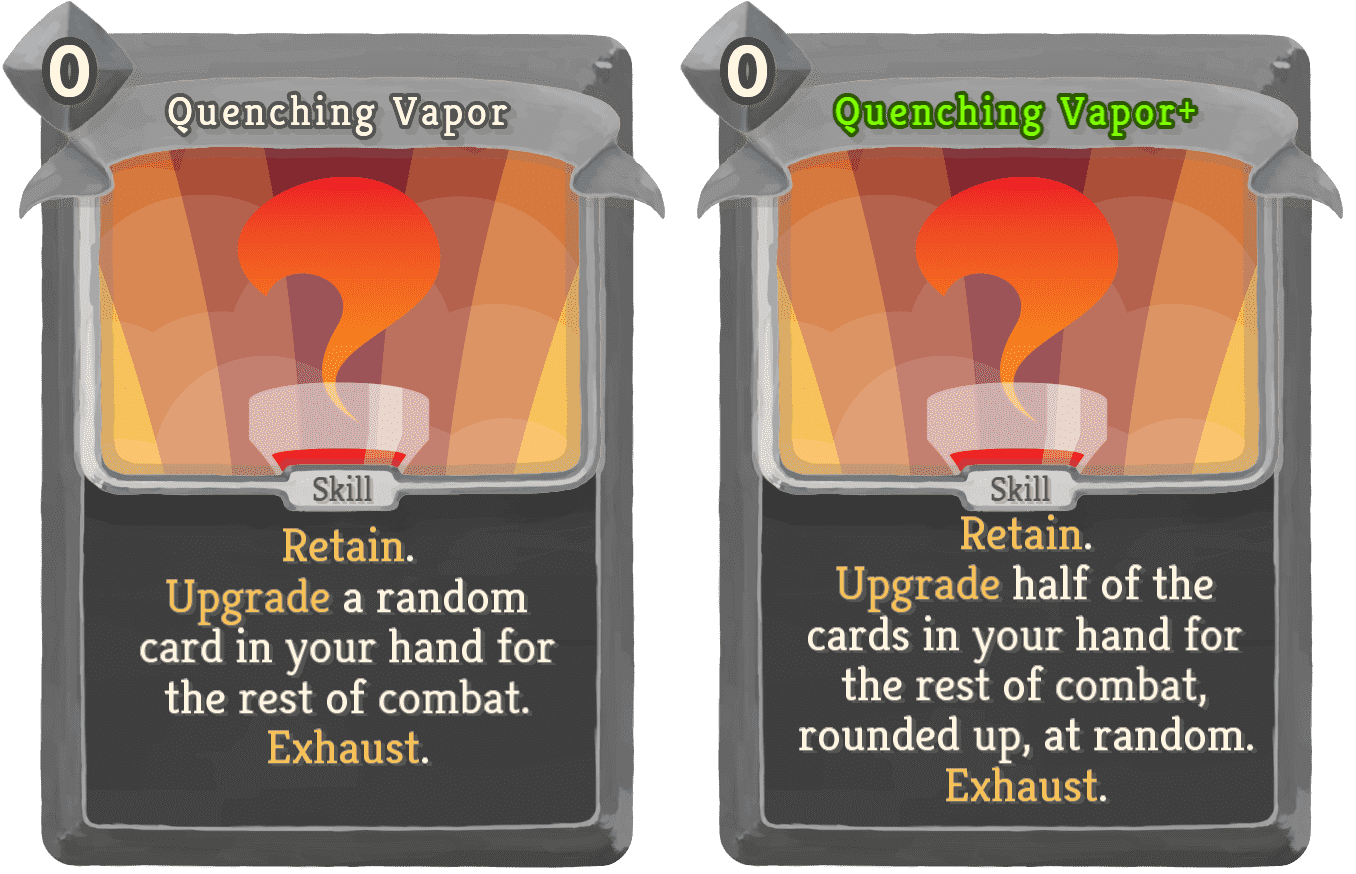 0
Quenching Vapor
Skill
Retain.
Upgrade a random
card in your hand for
the rest of combat.
Exhaust.
0
Quenching Vapor+
Skill
Retain.
Upgrade half of the
cards in your hand for
the rest of combat,
rounded up, at random.
Exhaust.